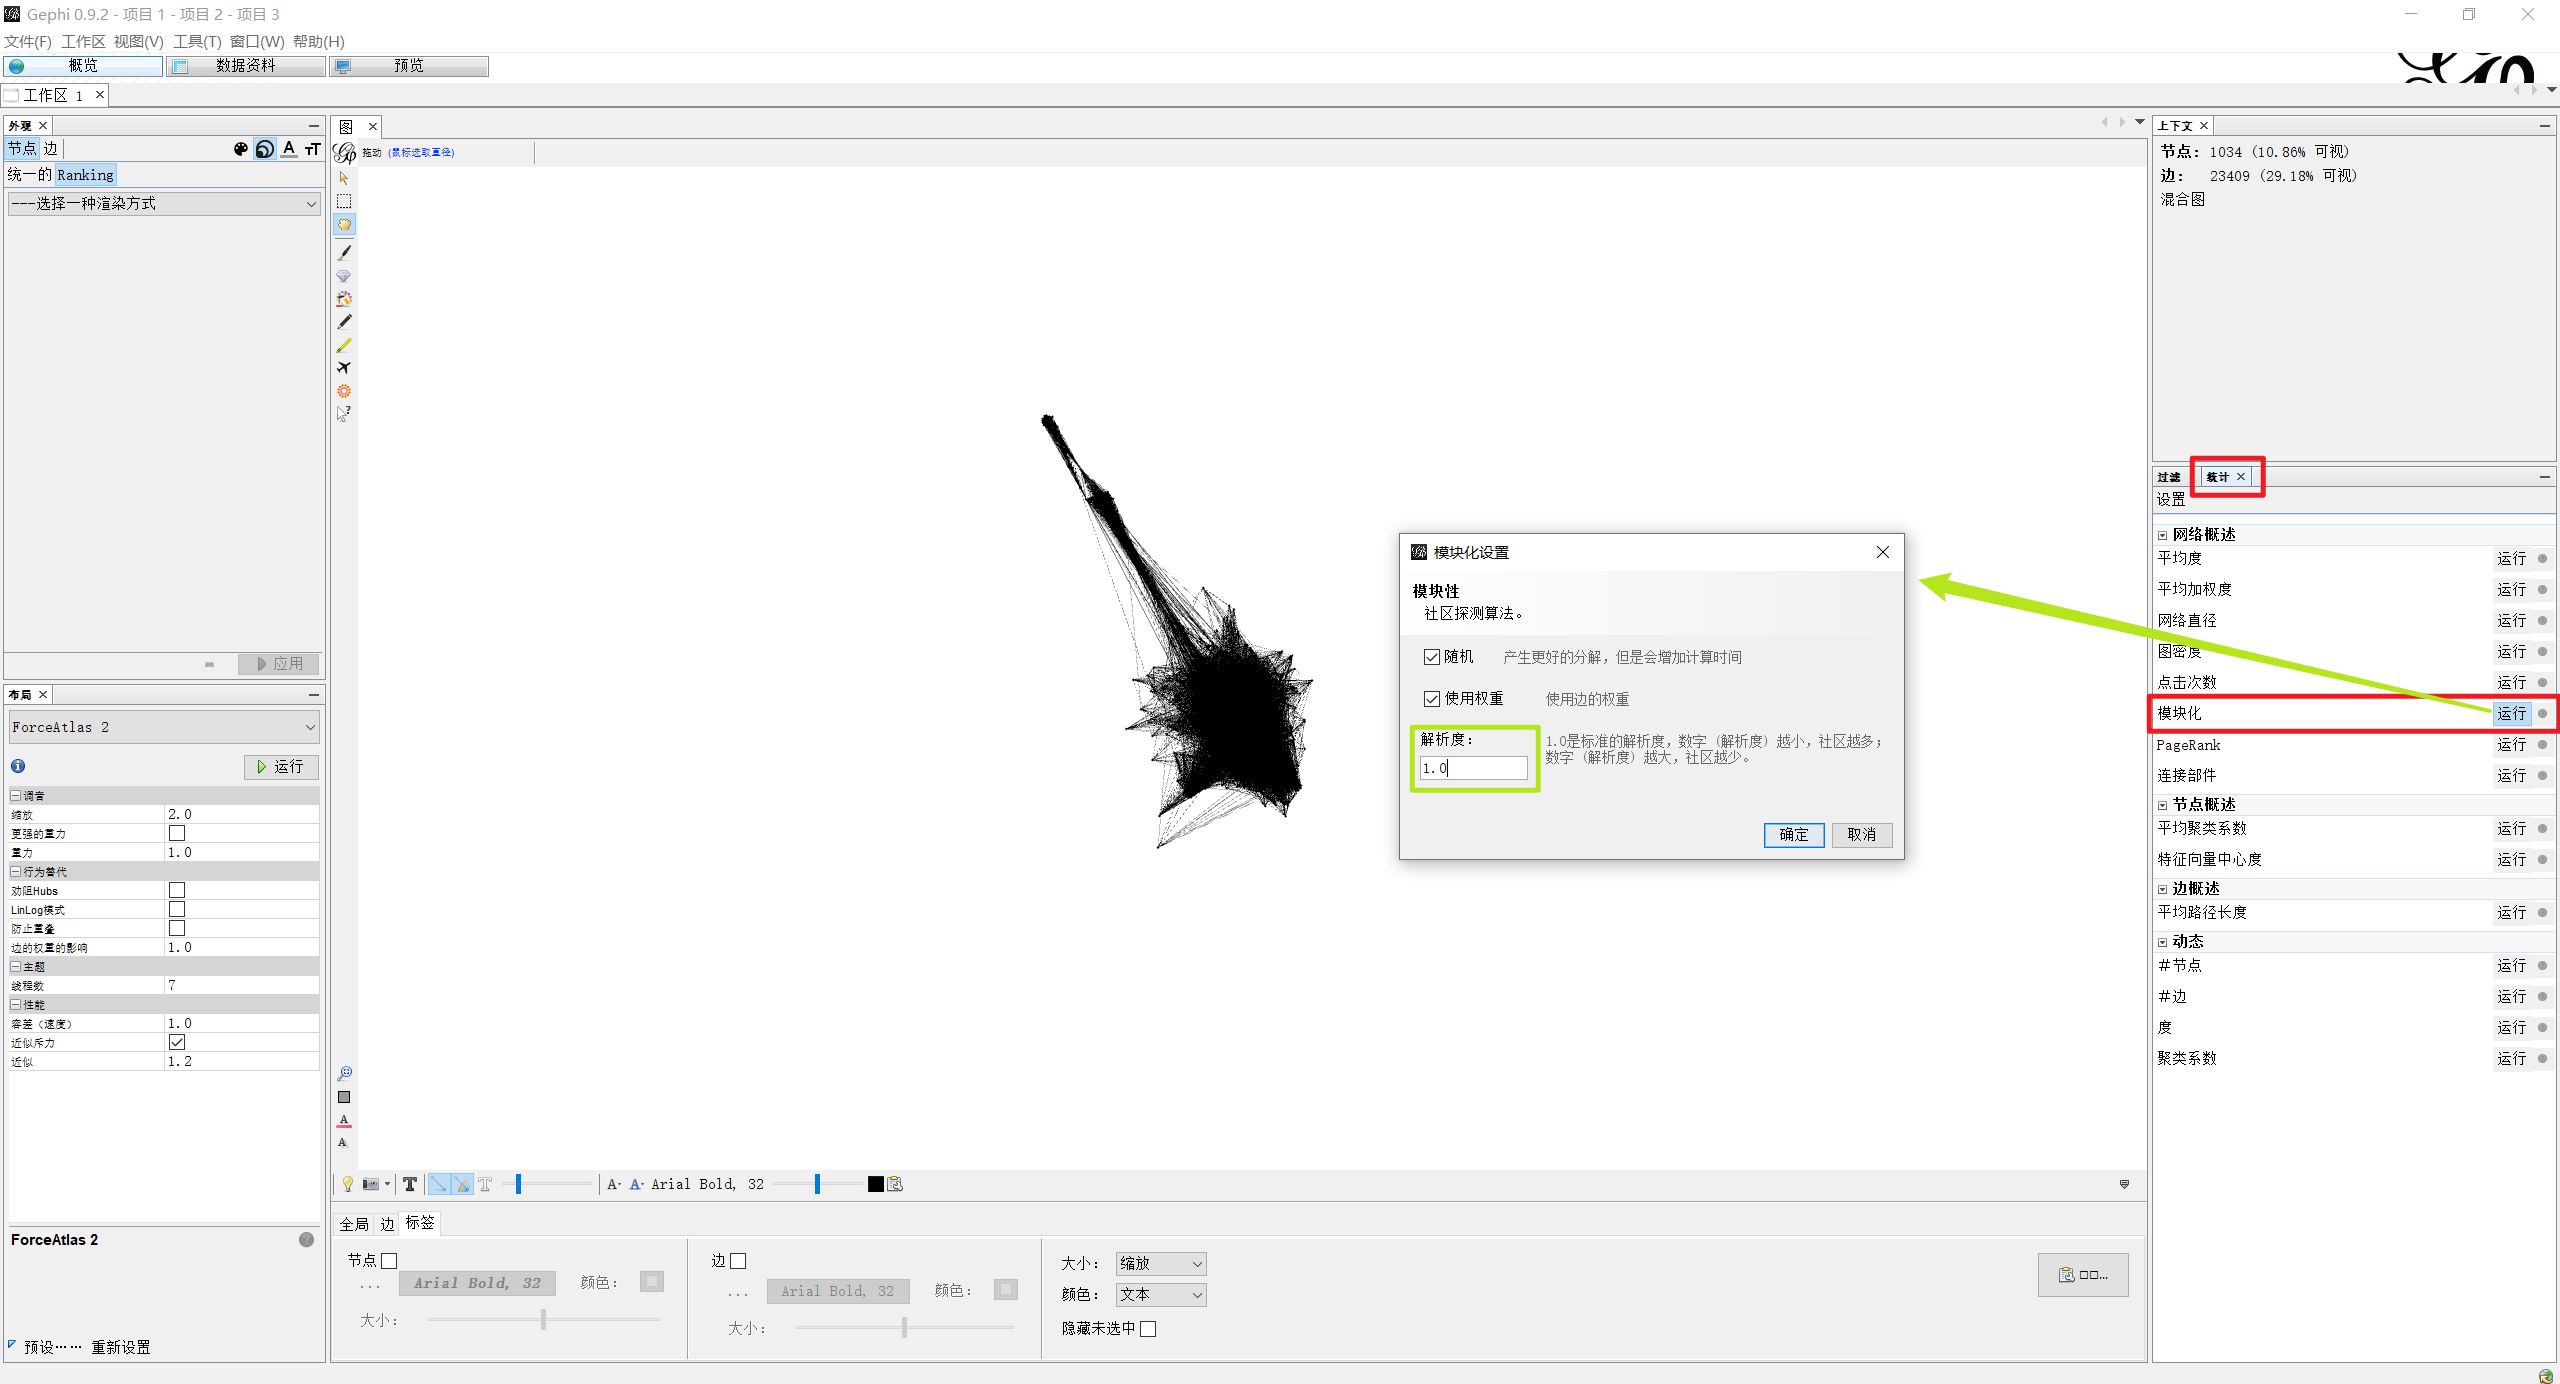 Gephi 0.9.2 - 项目 1 - 项目 2 - 项目 3
文件(F) 工作区 视图(V) 工具(T) 窗口(W) 帮助(H)
概览 数据资料 预览
工作区 1
外观
节点 边
统一的 Ranking
---选择一种渲染方式
应用
布局
ForceAtlas 2
运行
调音
缩放 2.0
更强的重力
重力 1.0
行为替代
劝阻Hubs
LinLog模式
防止重叠
边的权重的影响 1.0
主题
线程数 7
性能
容差（速度） 1.0
近似斥力
近似 1.2
ForceAtlas 2
预设…… 重新设置
图
拖动 (鼠标选取直径)
模块化设置
模块性
社区探测算法。
随机 产生更好的分解，但是会增加计算时间
使用权重 使用边的权重
解析度：
1.0
1.0是标准的解析度，数字（解析度）越小，社区越多；
数字（解析度）越大，社区越少。
确定 取消
A A Arial Bold, 32
全局 边 标签
节点
... Arial Bold, 32 颜色：
大小：
边
... Arial Bold, 32 颜色：
大小：
大小： 缩放
颜色： 文本
隐藏未选中
上下文
节点: 1034 (10.86% 可视)
边: 23409 (29.18% 可视)
混合图
过滤 统计
设置
网络概述
平均度 运行
平均加权度 运行
网络直径 运行
图密度 运行
点击次数 运行
模块化 运行
PageRank 运行
连接部件 运行
节点概述
平均聚类系数 运行
特征向量中心度 运行
边概述
平均路径长度 运行
动态
＃节点 运行
＃边 运行
度 运行
聚类系数 运行